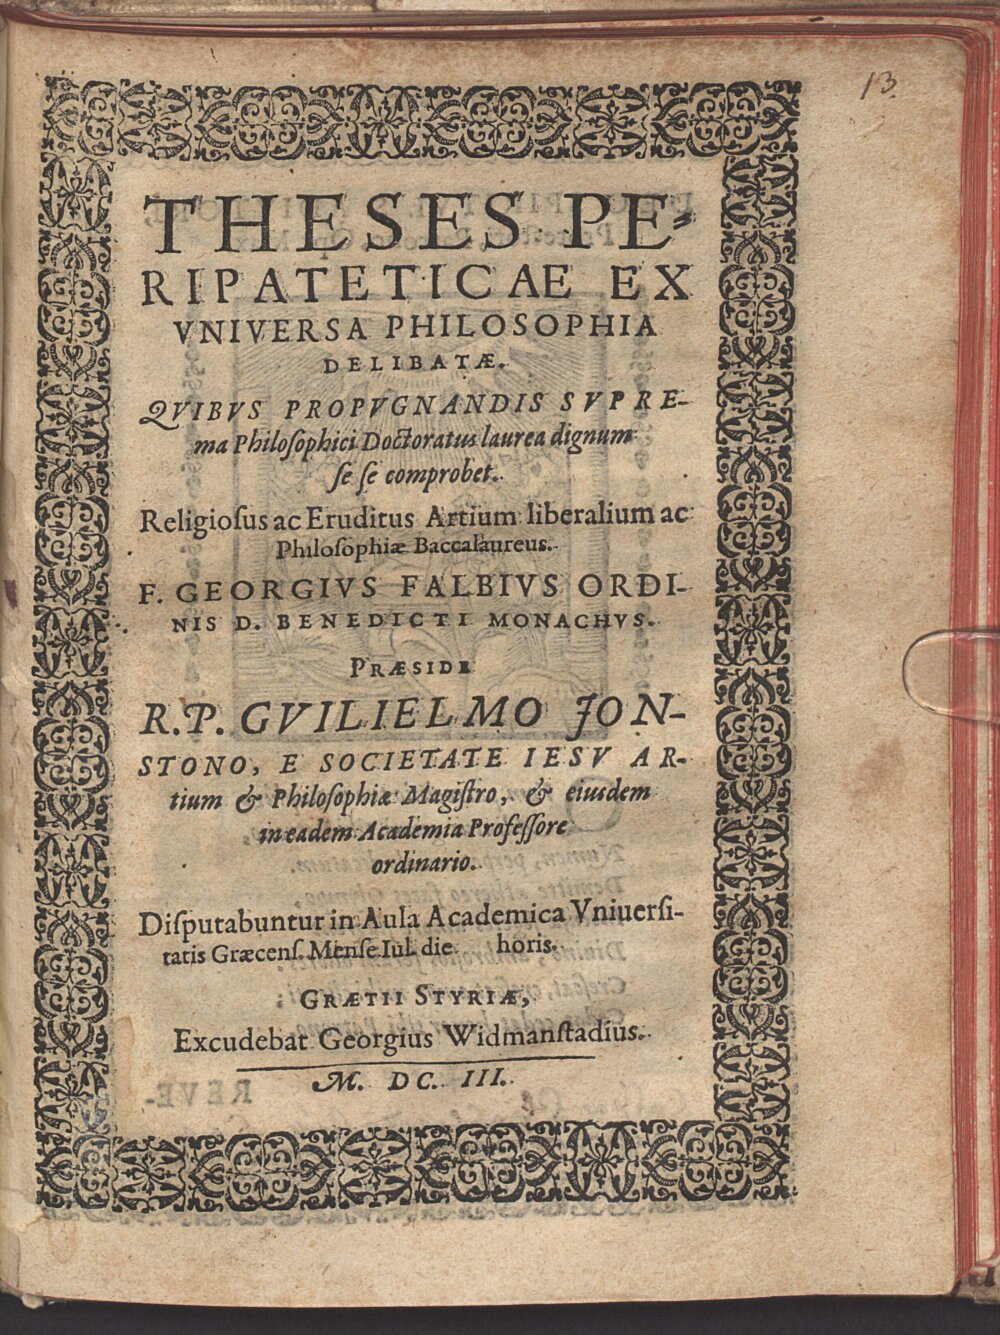 13.
THESES PE-
RIPATETICAE EX
VNIVERSA PHILOSOPHIA
DELIBATÆ.
QVIBVS PROPVGNANDIS SVPRE-
ma Philoſophici Doctoratus laurea dignum
ſe ſe comprobet.
Religioſus ac Eruditus Artium liberalium ac
Philoſophiæ Baccalaureus.
F. GEORGIVS FALBIVS ORDI-
NIS D. BENEDICTI MONACHVS.
PRÆSIDE
R.P. GVILIELMO JON-
STONO, E SOCIETATE IESV AR-
tium & Philoſophiæ Magiſtro, & eiusdem
in eadem Academia Profeſſore
ordinario.
Diſputabuntur in Aula Academica Vniuerſi-
tatis Græcenſ. Menſe Iul. die horis.
GRÆTII STYRIÆ,
Excudebat Georgius Widmanſtadius.
M. DC. III.